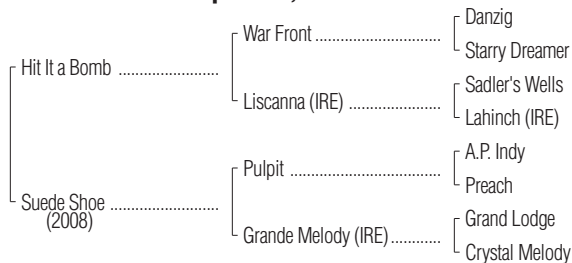 Danzig
War Front ........................
Starry Dreamer
Hit It a Bomb .........................
Sadler's Wells
Liscanna (IRE) .......................
Lahinch (IRE)
A.P. Indy
Pulpit ................................
Preach
Suede Shoe ...........................
(2008)
Grand Lodge
Grande Melody (IRE)............
Crystal Melody